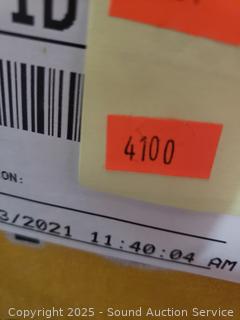 ID
4100
ON:
3/2021 11:40:04 AM
Copyright 2025 - Sound Auction Service